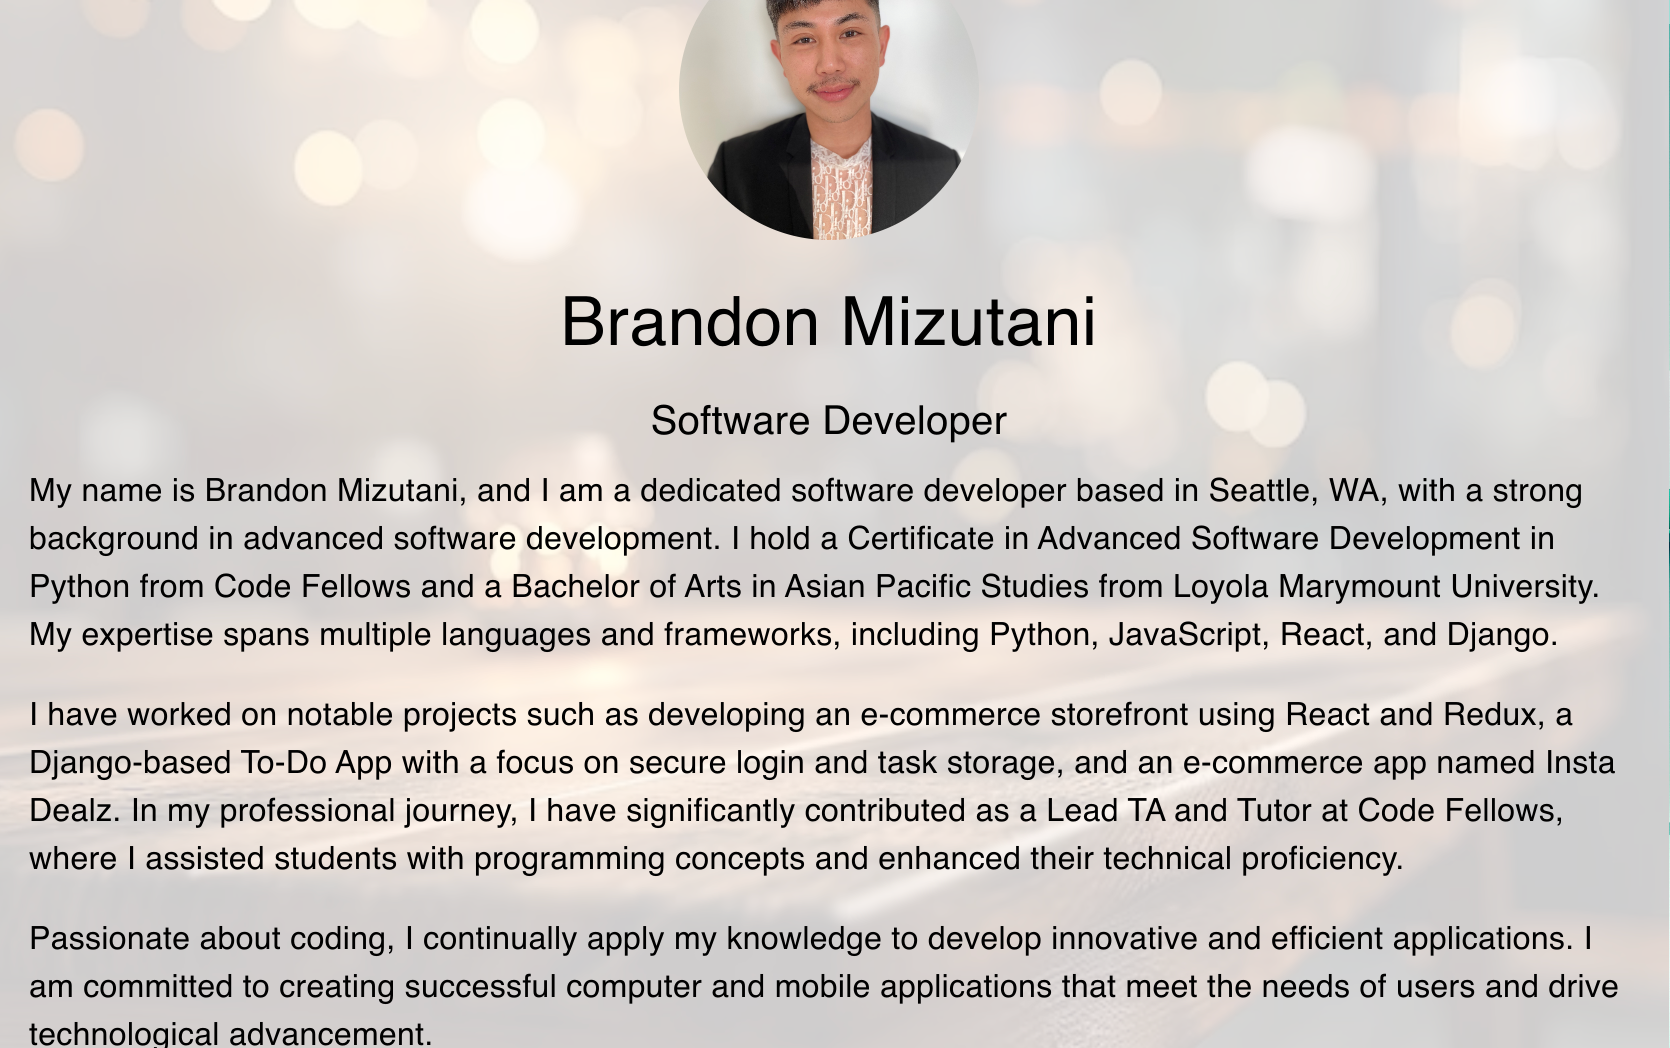 Brandon Mizutani
Software Developer
My name is Brandon Mizutani, and I am a dedicated software developer based in Seattle, WA, with a strong
background in advanced software development. I hold a Certificate in Advanced Software Development in
Python from Code Fellows and a Bachelor of Arts in Asian Pacific Studies from Loyola Marymount University.
My expertise spans multiple languages and frameworks, including Python, JavaScript, React, and Django.
I have worked on notable projects such as developing an e-commerce storefront using React and Redux, a
Django-based To-Do App with a focus on secure login and task storage, and an e-commerce app named Insta
Dealz. In my professional journey, I have significantly contributed as a Lead TA and Tutor at Code Fellows,
where I assisted students with programming concepts and enhanced their technical proficiency.
Passionate about coding, I continually apply my knowledge to develop innovative and efficient applications. I
am committed to creating successful computer and mobile applications that meet the needs of users and drive
technological advancement.